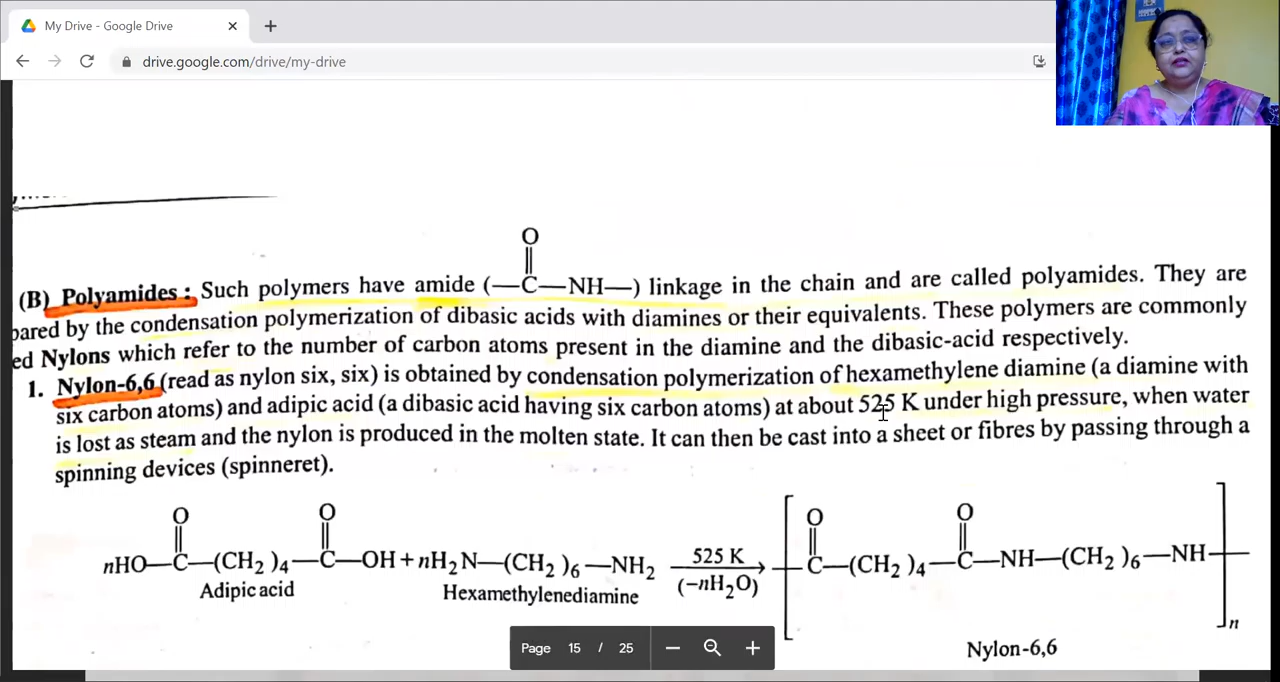 My Drive - Google Drive
drive.google.com/drive/my-drive
O
(B) Polyamides : Such polymers have amide (—C—NH—) linkage in the chain and are called polyamides. They are
pared by the condensation polymerization of dibasic acids with diamines or their equivalents. These polymers are commonly
ed Nylons which refer to the number of carbon atoms present in the diamine and the dibasic-acid respectively.
1. Nylon-6,6 (read as nylon six, six) is obtained by condensation polymerization of hexamethylene diamine (a diamine with
six carbon atoms) and adipic acid (a dibasic acid having six carbon atoms) at about 525 K under high pressure, when water
is lost as steam and the nylon is produced in the molten state. It can then be cast into a sheet or fibres by passing through a
spinning devices (spinneret).
O O O O
nHO—C—(CH2)4—C—OH + nH2N—(CH2)6—NH2 525 K (−nH2O) [—C—(CH2)4—C—NH—(CH2)6—NH—]n
Adipic acid Hexamethylenediamine
Nylon-6,6
Page 15 / 25